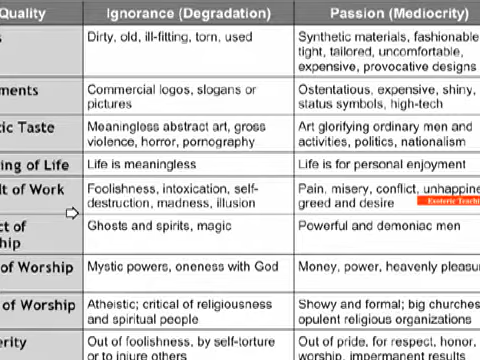 Quality Ignorance (Degradation) Passion (Mediocrity)
s Dirty, old, ill-fitting, torn, used Synthetic materials, fashionable
tight, tailored, uncomfortable,
expensive, provocative designs
ments Commercial logos, slogans or Ostentatious, expensive, shiny,
pictures status symbols, high-tech
tic Taste Meaningless abstract art, gross Art glorifying ordinary men and
violence, horror, pornography activities, politics, nationalism
ing of Life Life is meaningless Life is for personal enjoyment
lt of Work Foolishness, intoxication, self- Pain, misery, conflict, unhappine
destruction, madness, illusion greed and desire Esoteric Teachi
ct of Ghosts and spirits, magic Powerful and demoniac men
hip
of Worship Mystic powers, oneness with God Money, power, heavenly pleasu
of Worship Atheistic; critical of religiousness Showy and formal; big churches
and spiritual people opulent religious organizations
erity Out of foolishness, by self-torture Out of pride, for respect, honor,
or to injure others worship, impermanent results